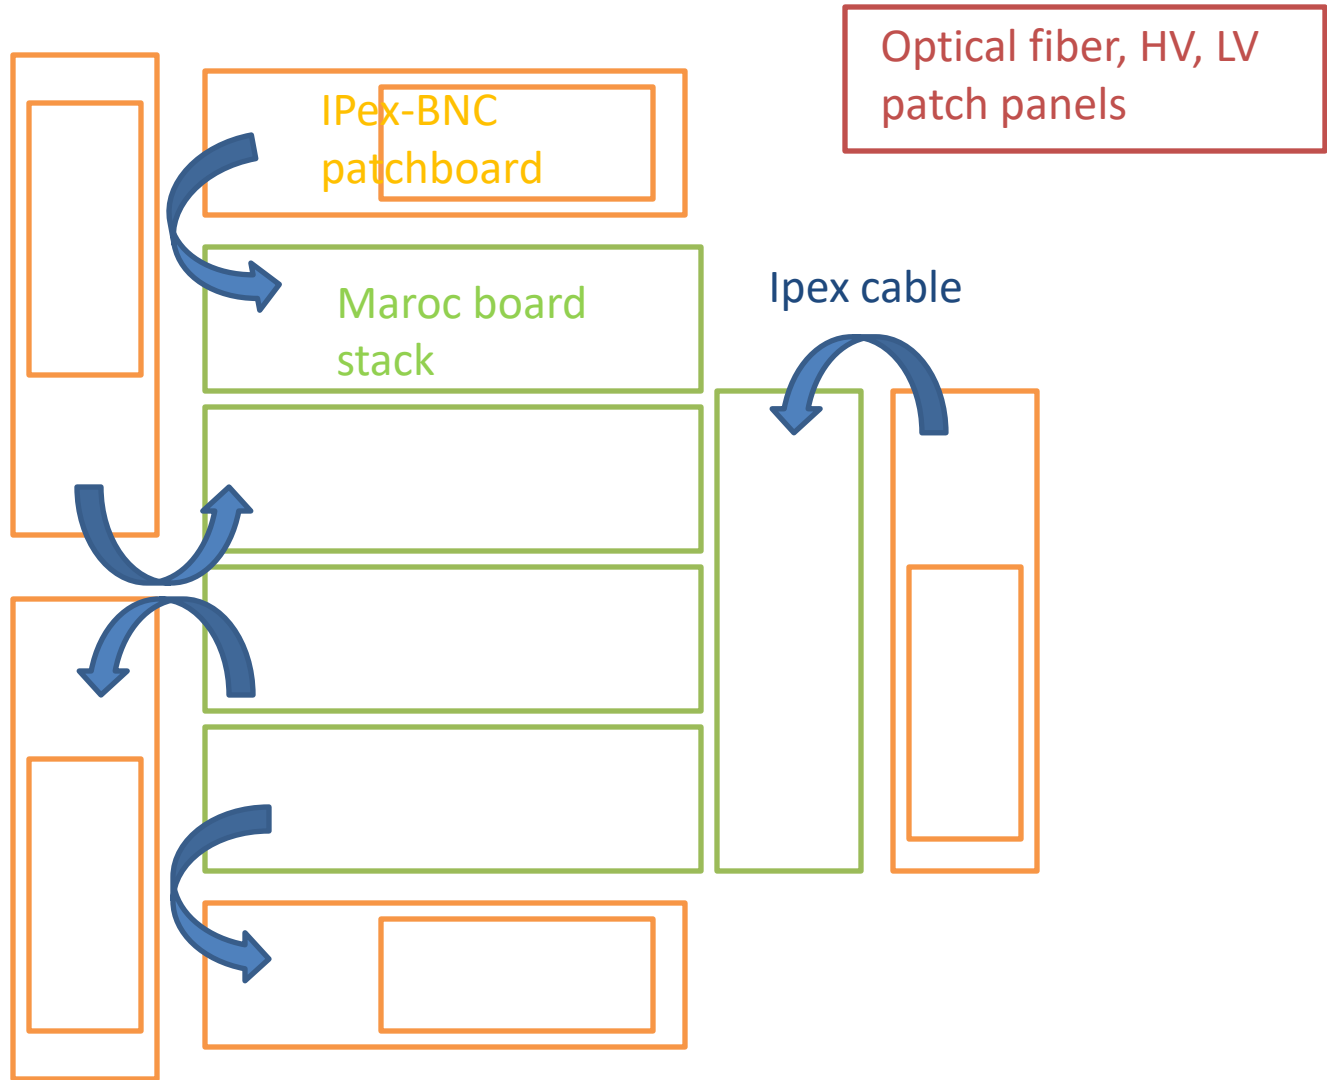 Optical fiber, HV, LV
patch panels
IPex-BNC
patchboard
Ipex cable
Maroc board
stack